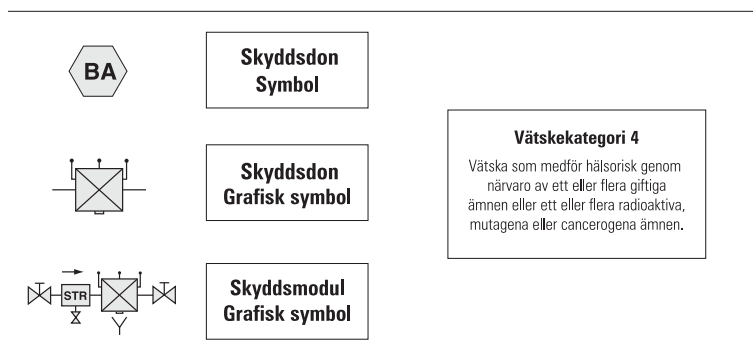 BA
Skyddsdon
Symbol
Skyddsdon
Grafisk symbol
STR
Skyddsmodul
Grafisk symbol
Vätskekategori 4
Vätska som medför hälsorisk genom
närvaro av ett eller flera giftiga
ämnen eller ett eller flera radioaktiva,
mutagena eller cancerogena ämnen.